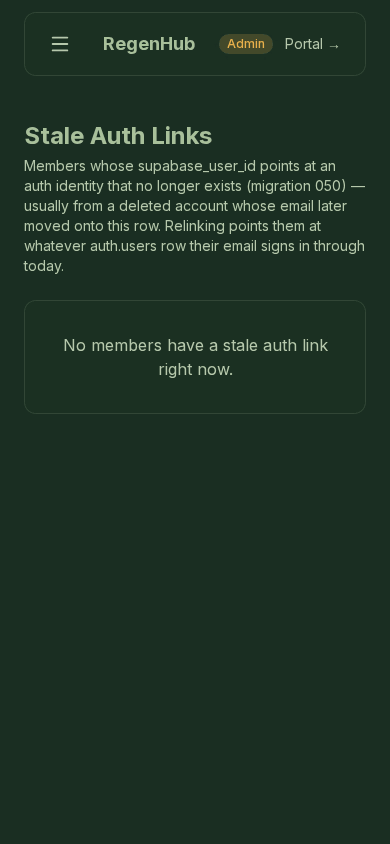 RegenHub
Admin
Portal →
Stale Auth Links
Members whose supabase_user_id points at an
auth identity that no longer exists (migration 050) —
usually from a deleted account whose email later
moved onto this row. Relinking points them at
whatever auth.users row their email signs in through
today.
No members have a stale auth link
right now.